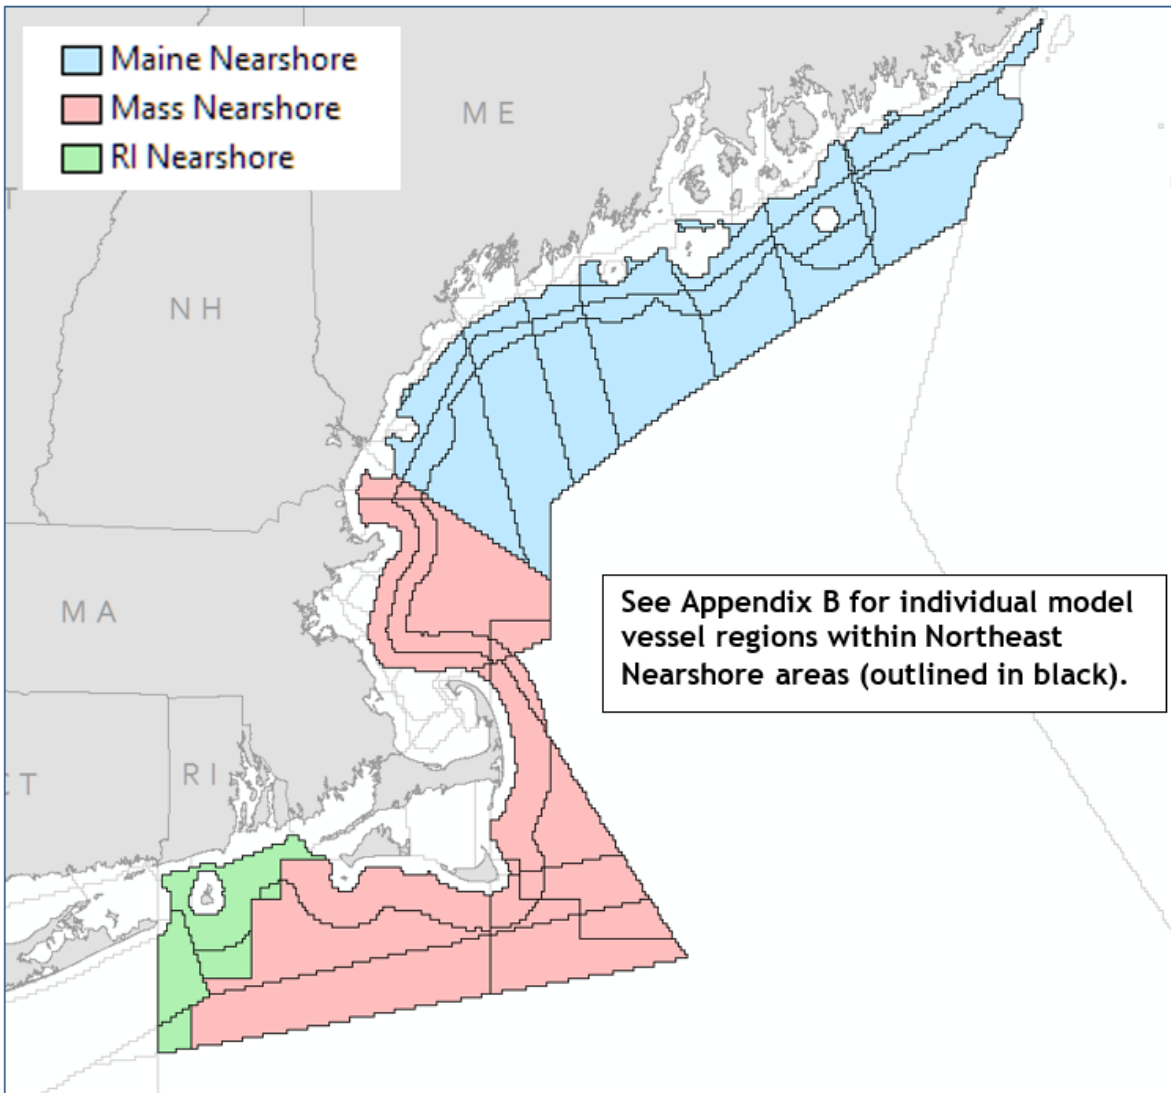 Maine Nearshore
Mass Nearshore
RI Nearshore
ME
T
NH
See Appendix B for individual model
vessel regions within Northeast
Nearshore areas (outlined in black).
MA
RI
CT